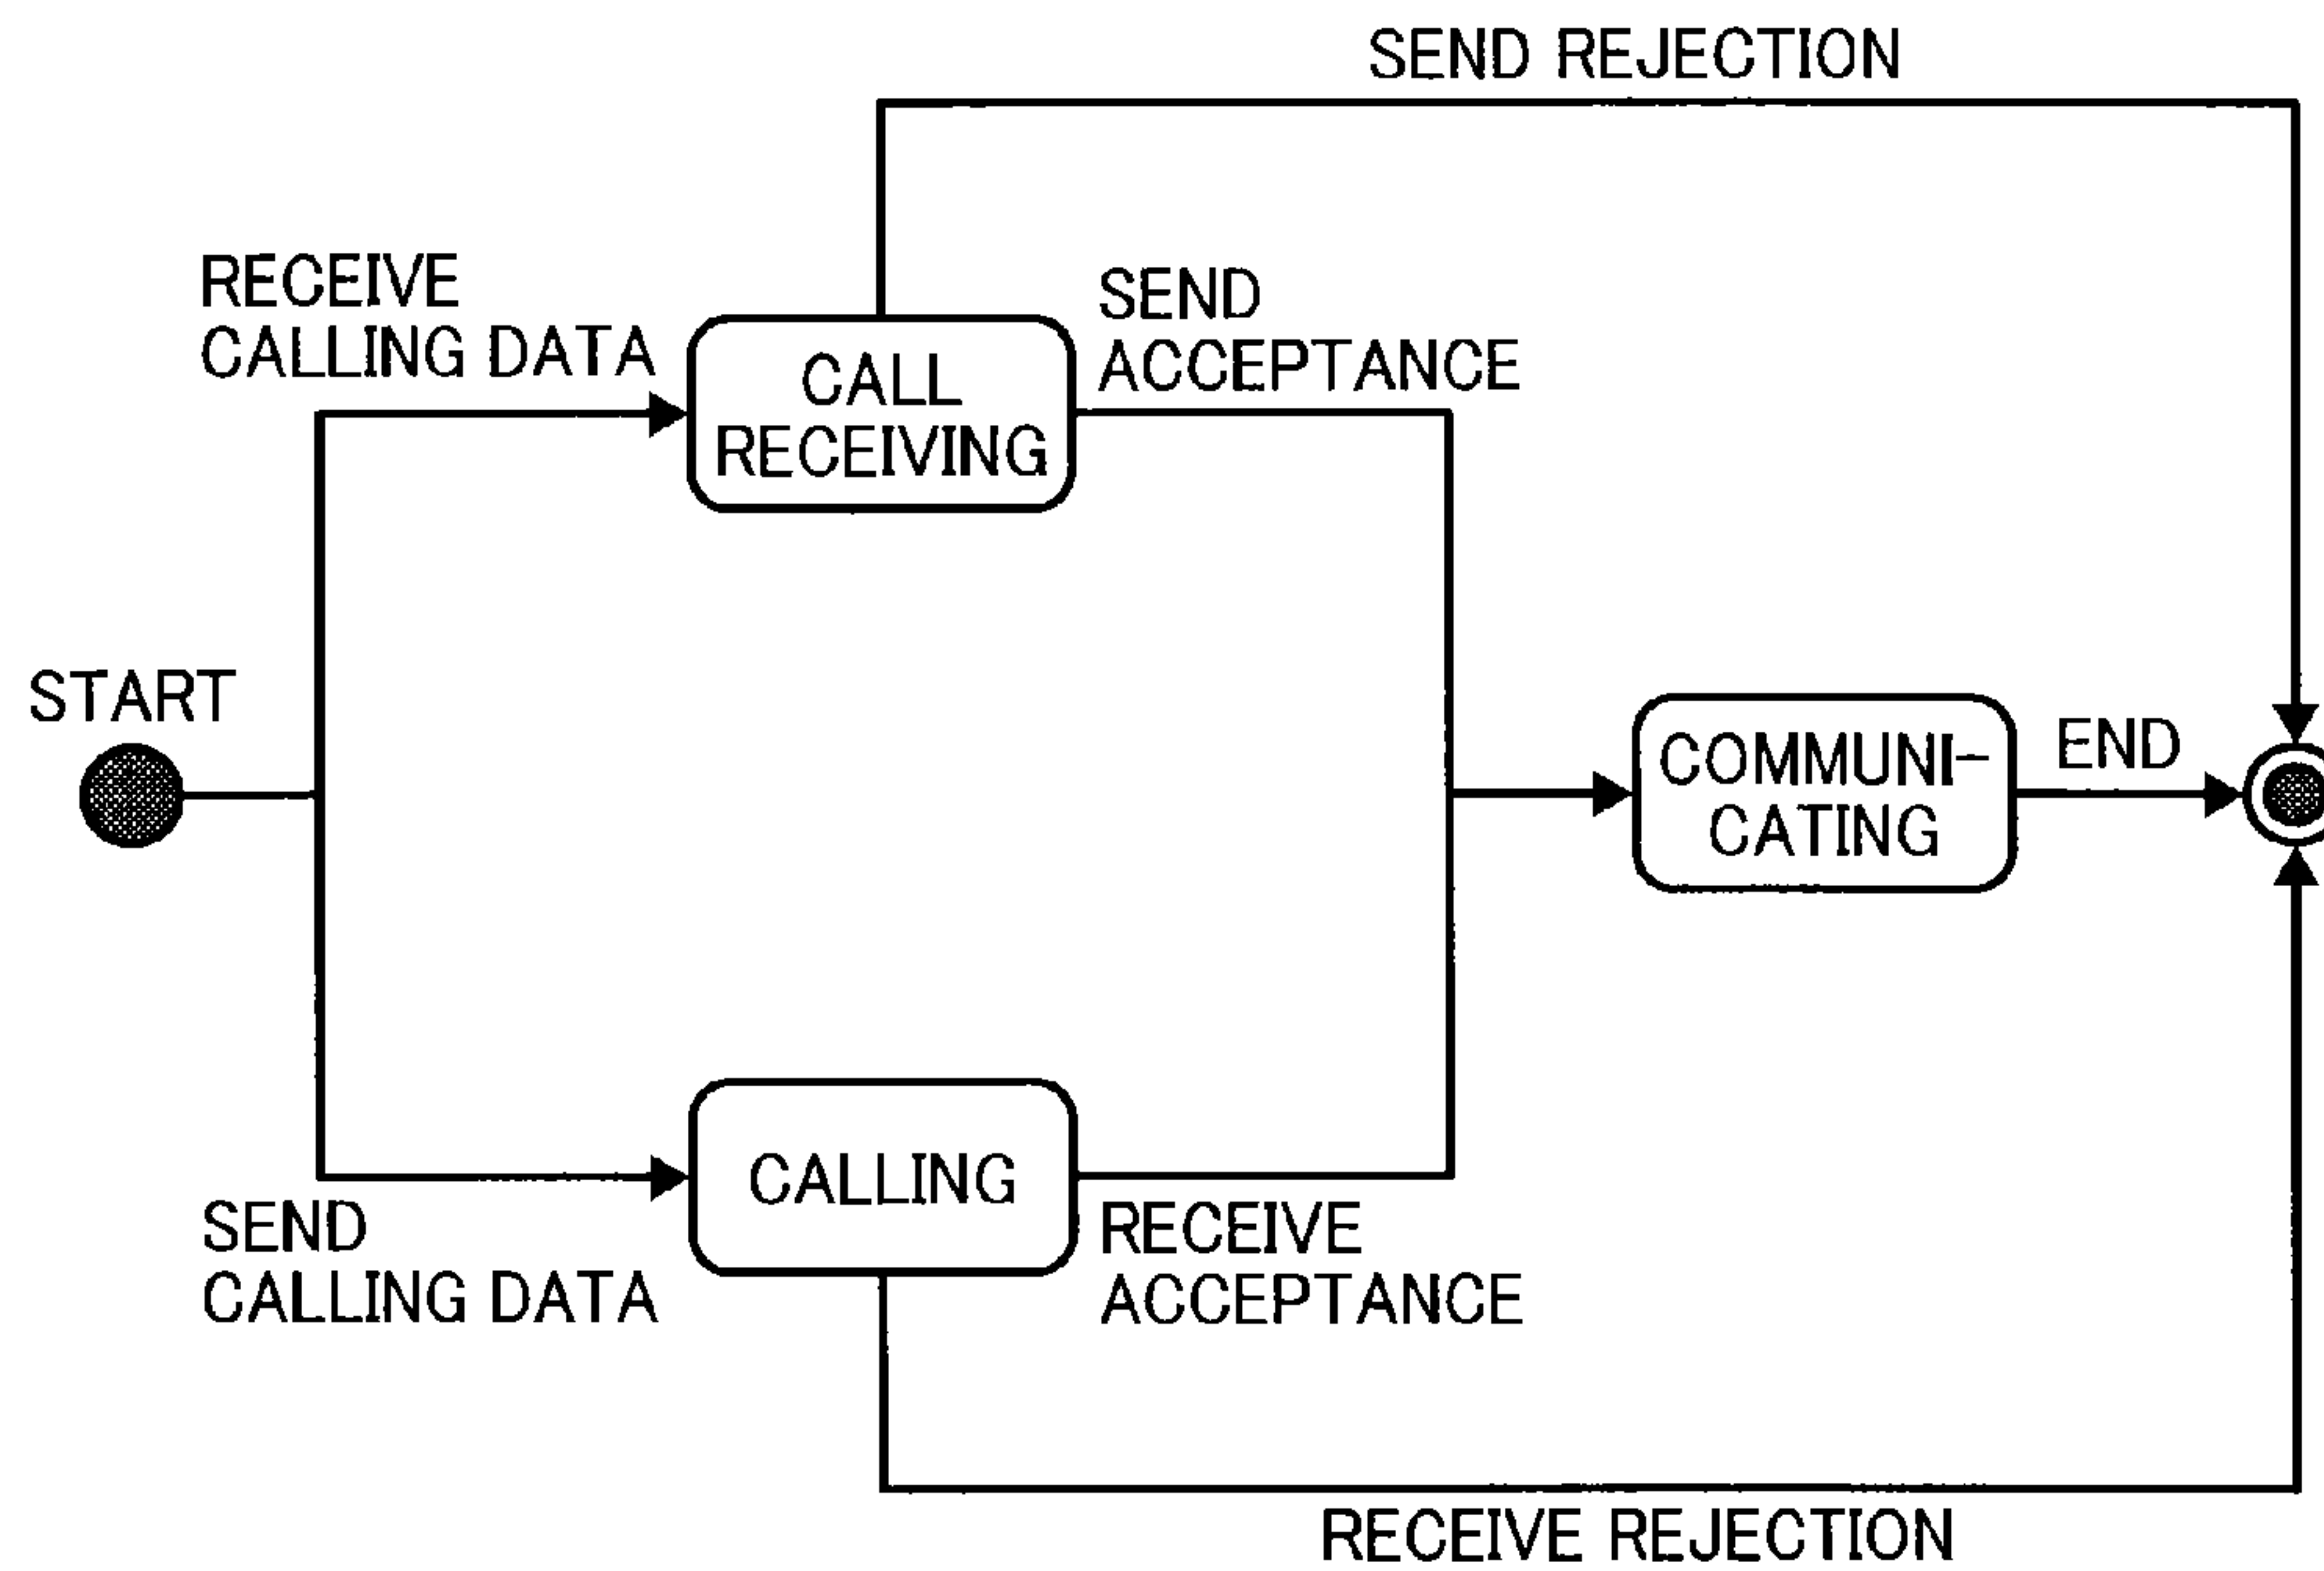 SEND REJECTION
RECEIVE
CALLING DATA
CALL
RECEIVING
SEND
ACCEPTANCE
START
COMMUNI-
CATING
END
CALLING
SEND
CALLING DATA
RECEIVE
ACCEPTANCE
RECEIVE REJECTION